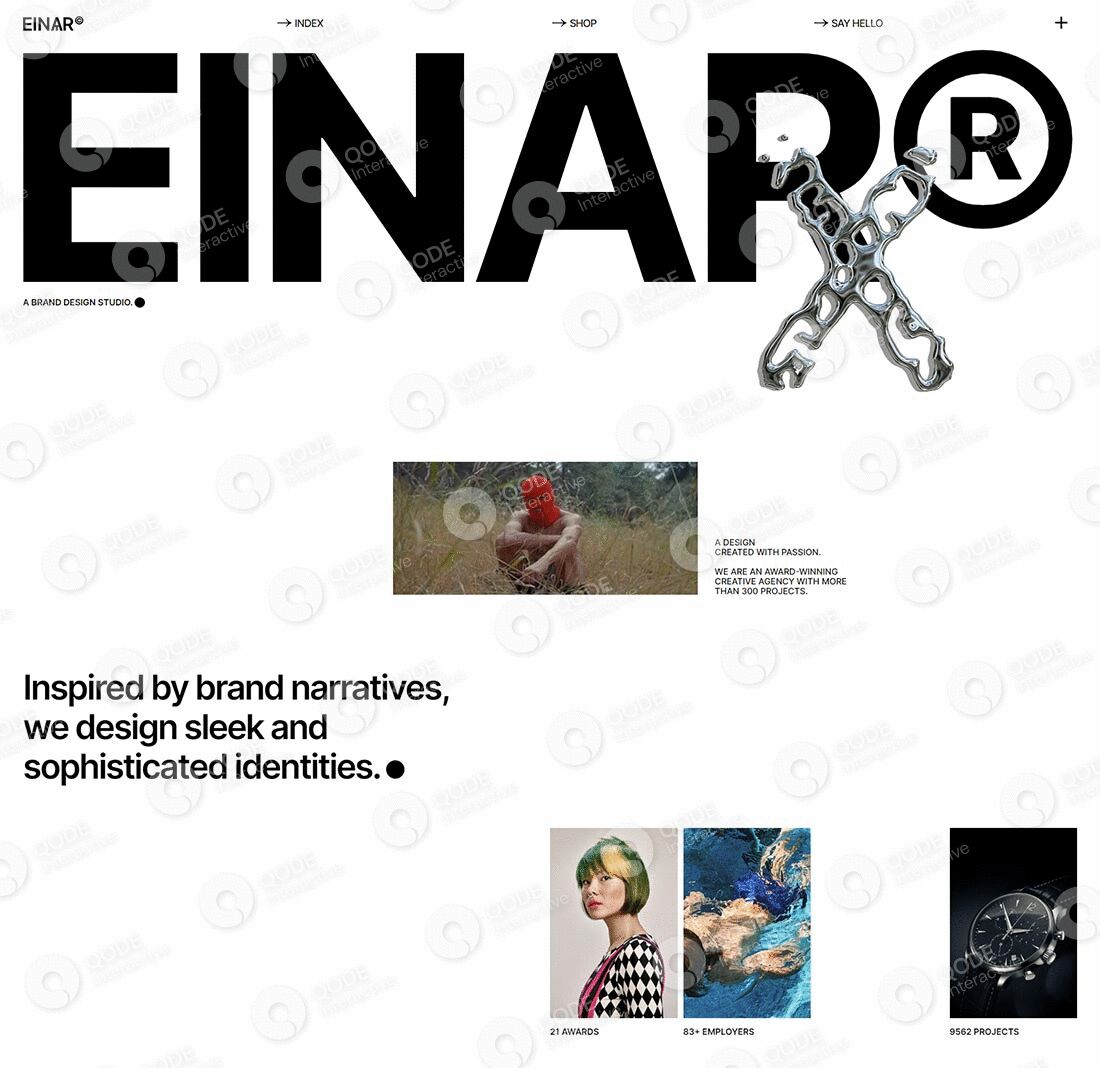 EINAR©
→ INDEX
→ SHOP
→ SAY HELLO
+
EINAR®
A BRAND DESIGN STUDIO.
A DESIGN
CREATED WITH PASSION.
WE ARE AN AWARD-WINNING
CREATIVE AGENCY WITH MORE
THAN 300 PROJECTS.
Inspired by brand narratives,
we design sleek and
sophisticated identities.
21 AWARDS
83+ EMPLOYERS
9562 PROJECTS
QODE
Interactive